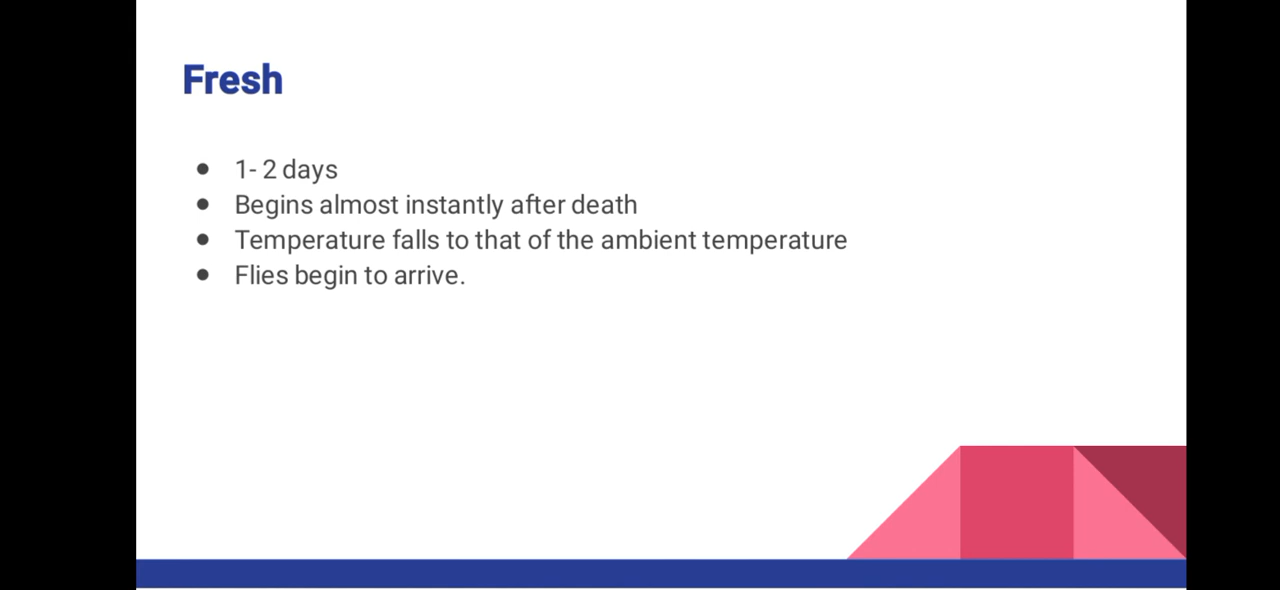 Fresh
● 1- 2 days
● Begins almost instantly after death
● Temperature falls to that of the ambient temperature
● Flies begin to arrive.